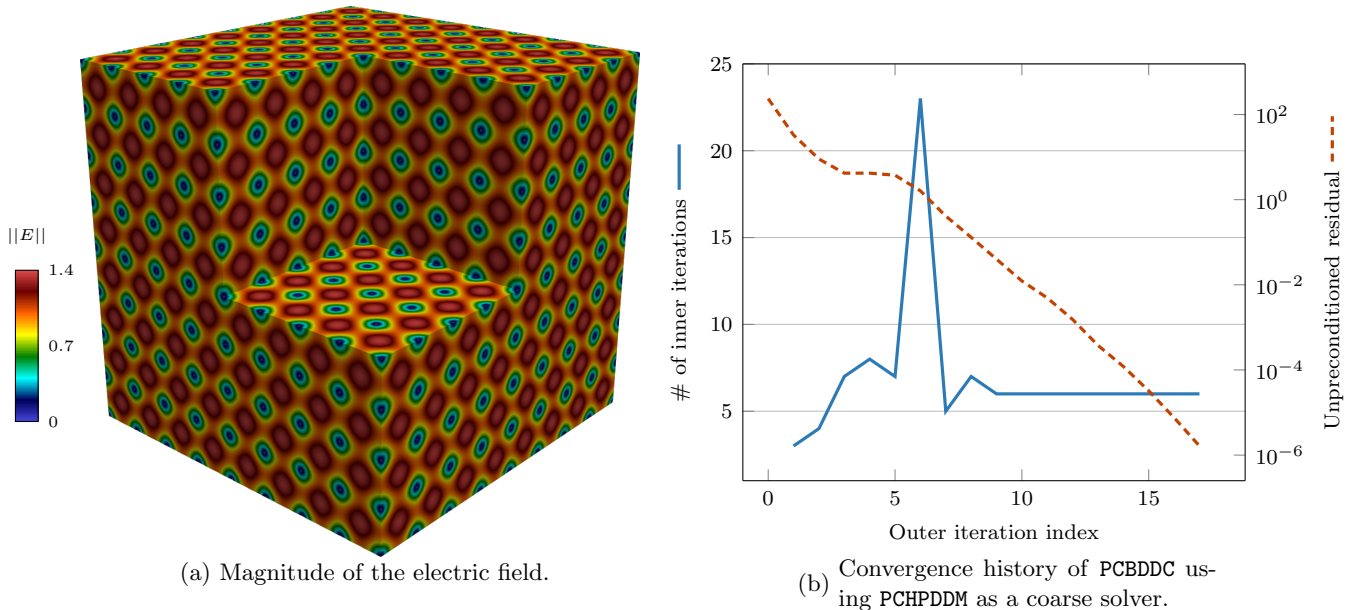 ||E||
1.4
0.7
0
(a) Magnitude of the electric field.
25
20
15
10
5
# of inner iterations
0
5
10
15
Outer iteration index
10^2
10^0
10^−2
10^−4
10^−6
Unpreconditioned residual
(b) Convergence history of PCBDDC us-
ing PCHPDDM as a coarse solver.